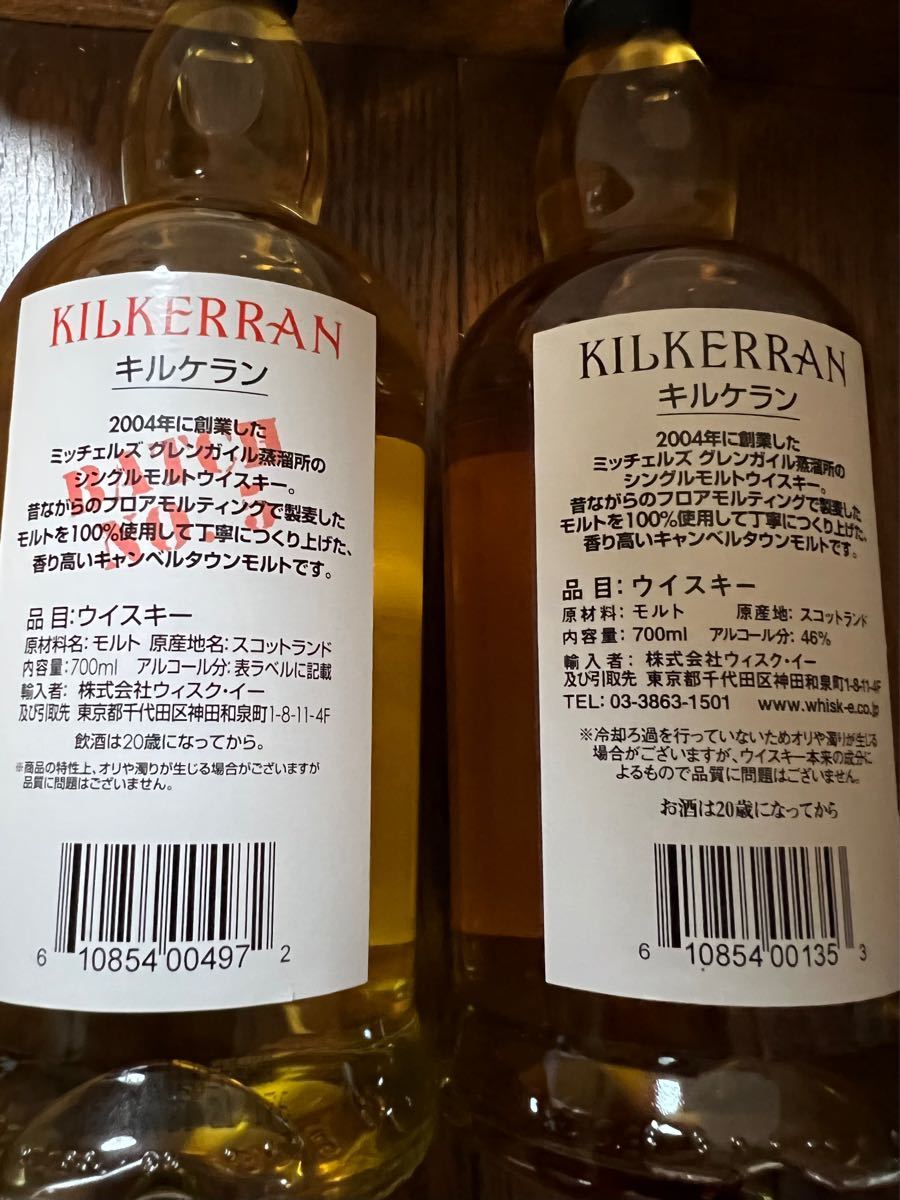 KILKERRAN
キルケラン
2004年に創業した
ミッチェルズ グレンガイル蒸溜所の
シングルモルトウイスキー。
昔ながらのフロアモルティングで製麦した
モルトを100%使用して丁寧につくり上げた、
香り高いキャンベルタウンモルトです。
BATCH
NO.
品目:ウイスキー
原材料名:モルト 原産地名:スコットランド
内容量:700ml アルコール分:表ラベルに記載
輸入者: 株式会社ウィスク・イー
及び引取先 東京都千代田区神田和泉町1-8-11-4F
飲酒は20歳になってから。
※商品の特性上、オリや濁りが生じる場合がございますが
品質に問題はございません。
6 10854 00497 2
KILKERRAN
キルケラン
2004年に創業した
ミッチェルズ グレンガイル蒸溜所の
シングルモルトウイスキー。
昔ながらのフロアモルティングで製麦した
モルトを100%使用して丁寧につくり上げた、
香り高いキャンベルタウンモルトです。
品目:ウイスキー
原材料:モルト 原産地:スコットランド
内容量:700ml アルコール分:46%
輸入者: 株式会社ウィスク・イー
及び引取先 東京都千代田区神田和泉町1-8-11-4F
TEL: 03-3863-1501 www.whisk-e.co.jp
※冷却ろ過を行っていないためオリや濁りが生じる
場合がございますが、ウイスキー本来の成分に
よるもので品質に問題はございません。
お酒は20歳になってから
6 10854 00135 3